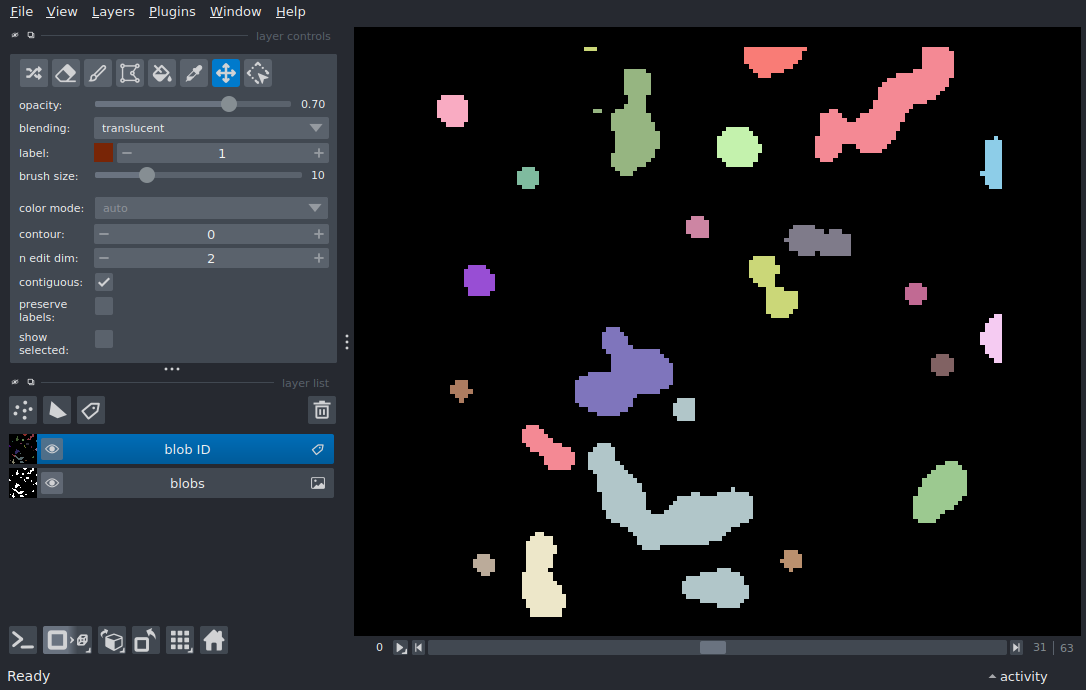 File View Layers Plugins Window Help
layer controls
opacity: 0.70
blending: translucent
label: 1
brush size: 10
color mode: auto
contour: 0
n edit dim: 2
contiguous:
preserve
labels:
show
selected:
layer list
blob ID
blobs
0 31 | 63
Ready activity